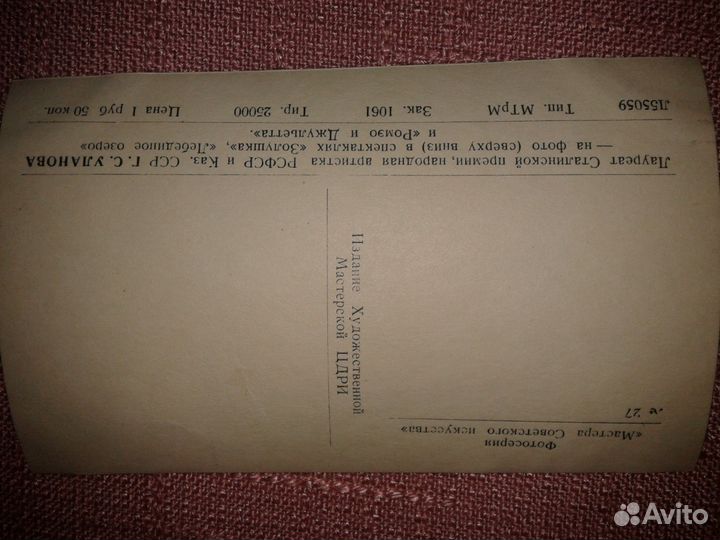 Фотосерия
«Мастера Советского искусства»
№ 27
Издание Художественной
Мастерской ЦДРИ
Лауреат Сталинской премии, народная артистка РСФСР и Каз. ССР Г. С. УЛАНОВА
— на фото (сверху вниз) в спектаклях «Золушка», «Лебединое озеро»
и «Ромэо и Джульетта».
Л55059 Тип. МТрМ Зак. 1061 Тир. 25000 Цена 1 руб 50 коп.
Avito